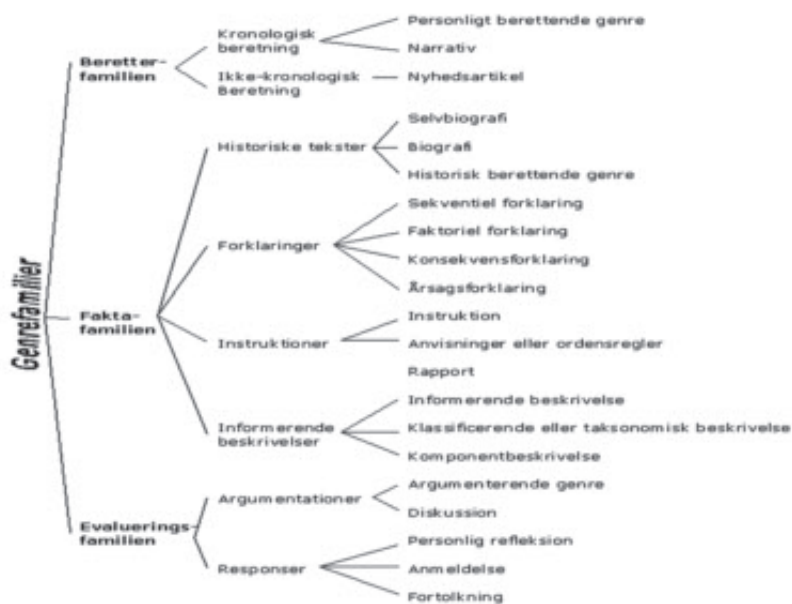 Genrefamilier
Beretter-
familien
Kronologisk
beretning
Personligt berettende genre
Narrativ
Ikke-kronologisk
Beretning
Nyhedsartikel
Fakta-
familien
Historiske tekster
Selvbiografi
Biografi
Historisk berettende genre
Forklaringer
Sekventiel forklaring
Faktoriel forklaring
Konsekvensforklaring
Årsagsforklaring
Instruktioner
Instruktion
Anvisninger eller ordensregler
Rapport
Informerende
beskrivelser
Informerende beskrivelse
Klassificerende eller taksonomisk beskrivelse
Komponentbeskrivelse
Evaluerings-
familien
Argumentationer
Argumenterende genre
Diskussion
Responser
Personlig refleksion
Anmeldelse
Fortolkning